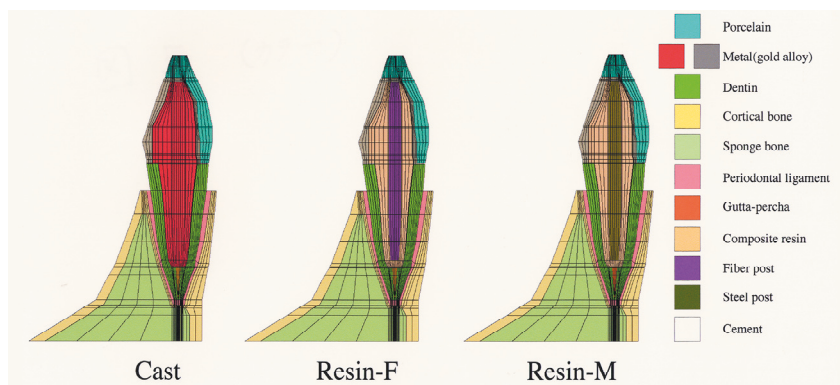 Porcelain
Metal(gold alloy)
Dentin
Cortical bone
Sponge bone
Periodontal ligament
Gutta-percha
Composite resin
Fiber post
Steel post
Cement
Cast
Resin-F
Resin-M